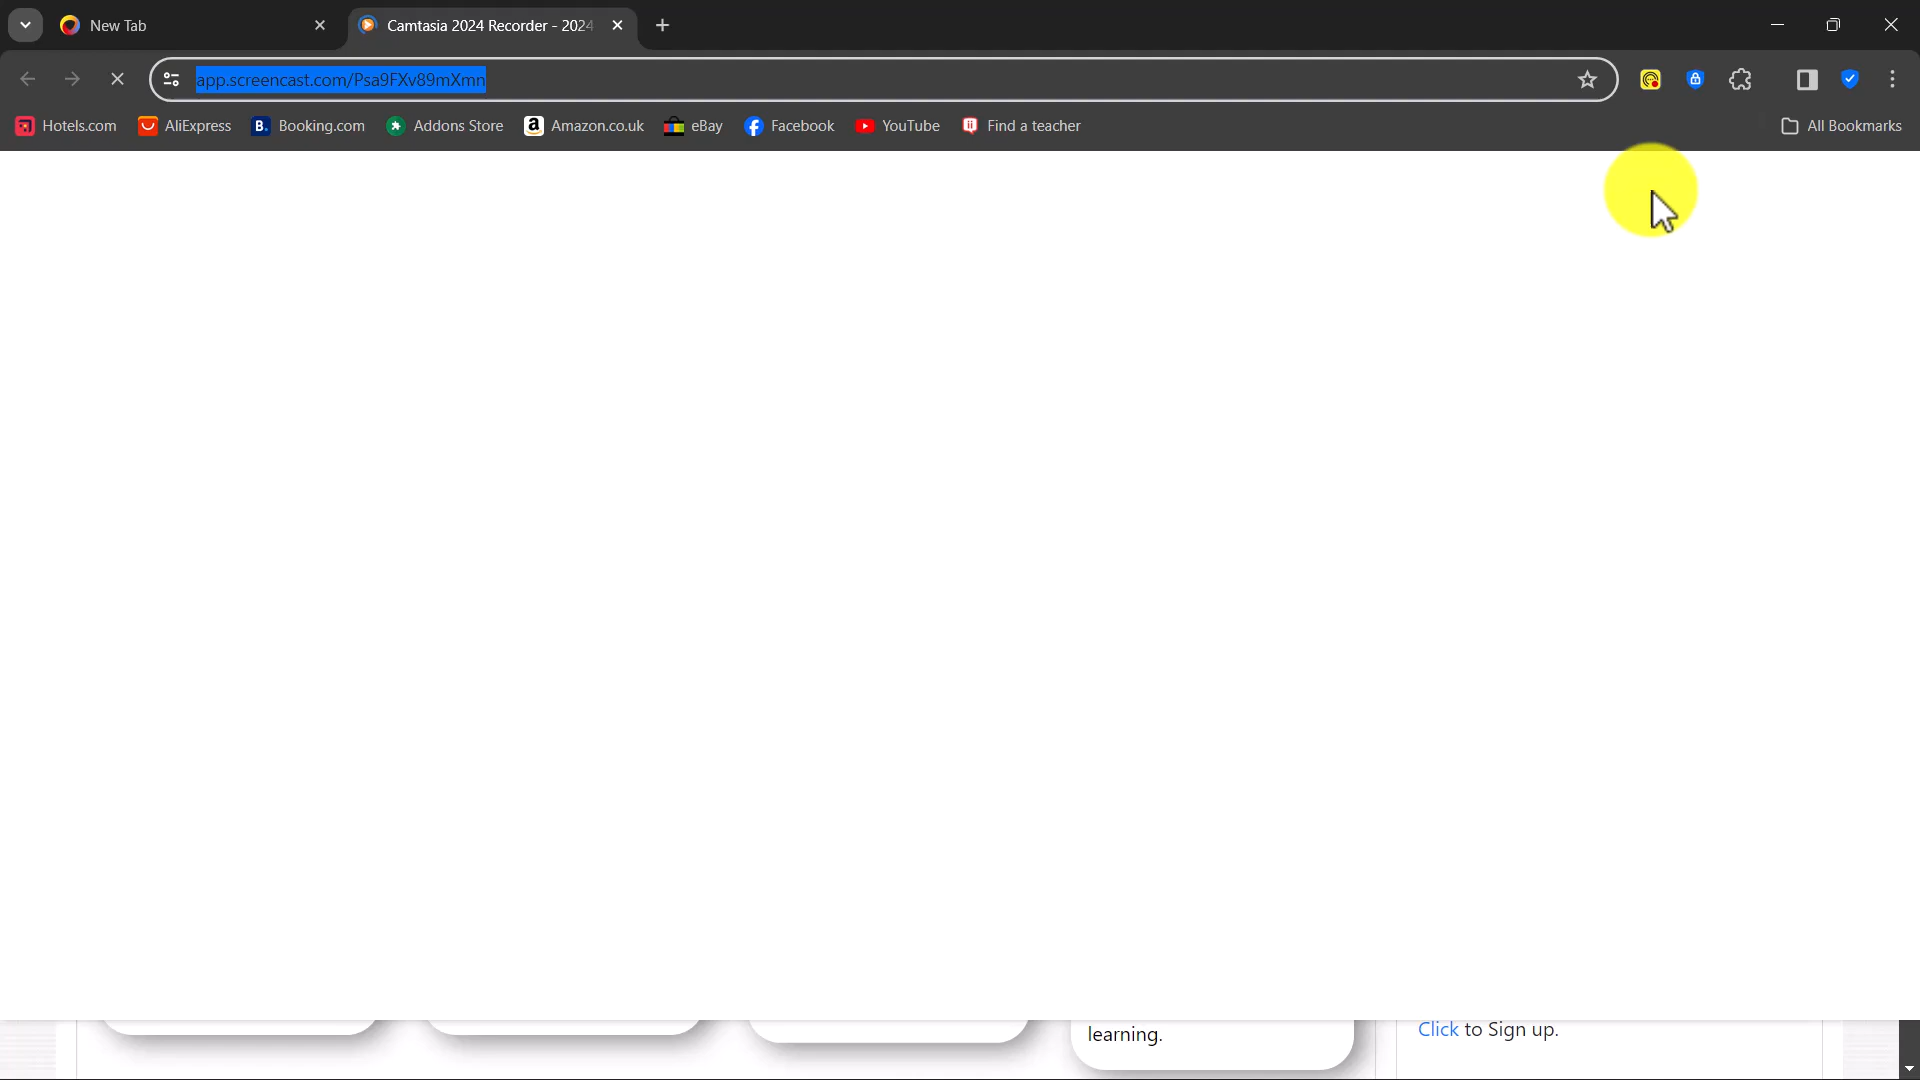 New Tab
Camtasia 2024 Recorder - 2024
app.screencast.com/Psa9FXv89mXmn
Hotels.com
AliExpress
B. Booking.com
Addons Store
a Amazon.co.uk
eBay
Facebook
YouTube
Find a teacher
All Bookmarks
learning.
Click to Sign up.